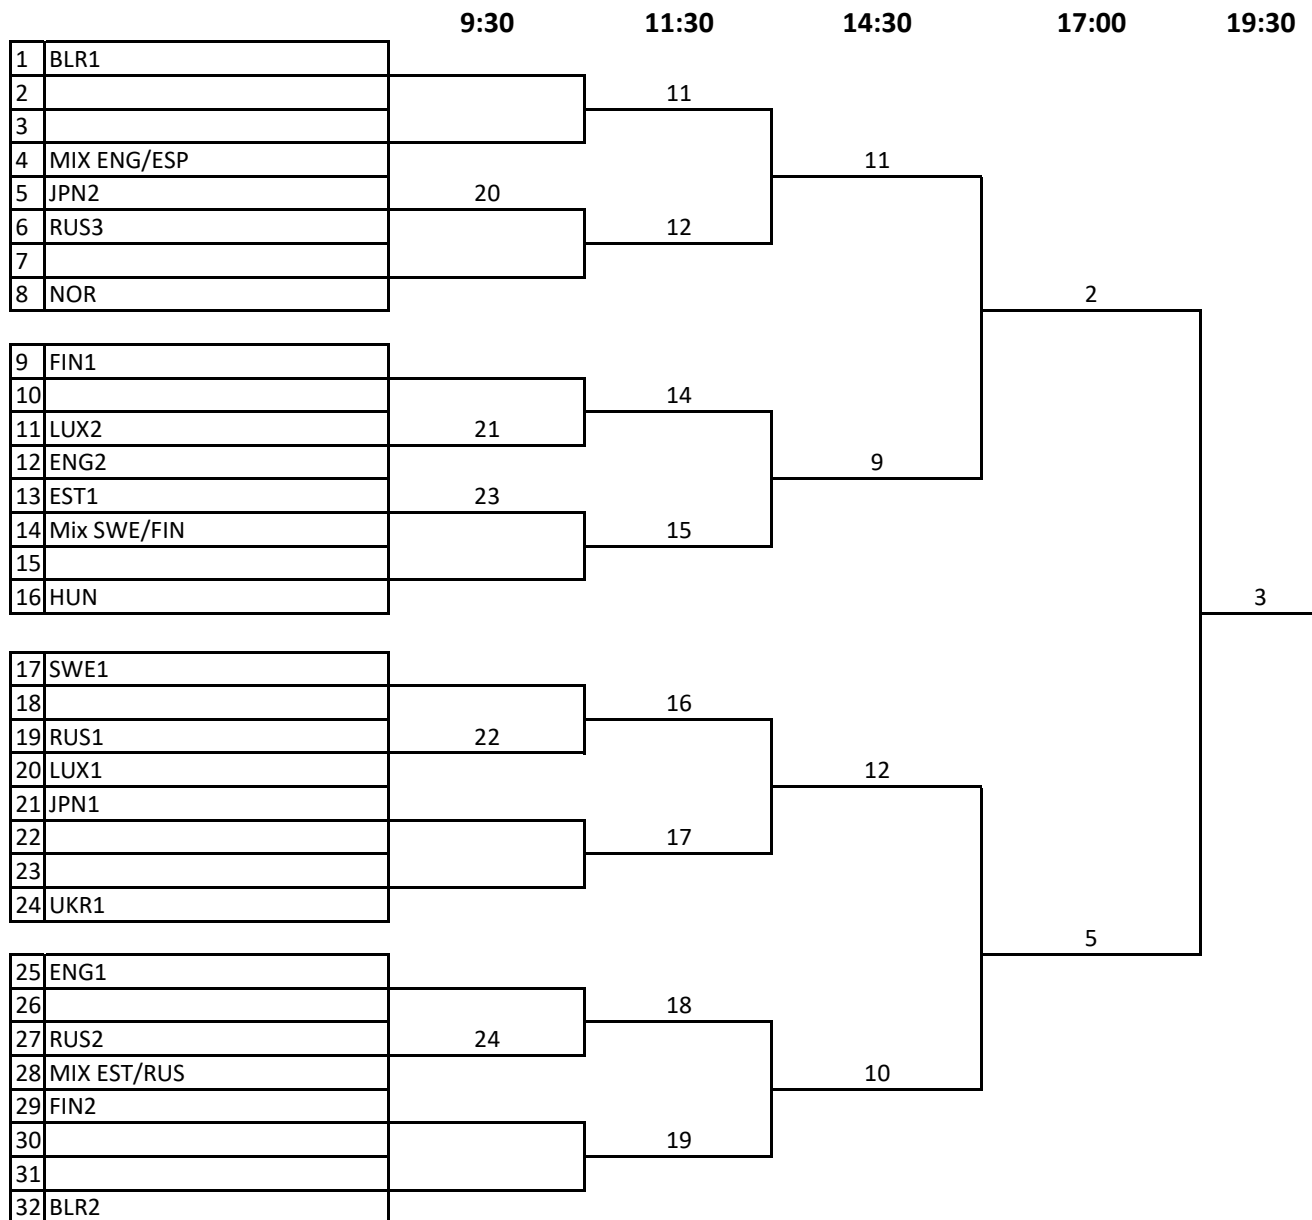 9:30 11:30 14:30 17:00 19:30
1 BLR1
2 11
3
4 MIX ENG/ESP 11
5 JPN2 20
6 RUS3 12
7
8 NOR 2
9 FIN1
10 14
11 LUX2 21
12 ENG2 9
13 EST1 23
14 Mix SWE/FIN 15
15
16 HUN 3
17 SWE1
18 16
19 RUS1 22
20 LUX1 12
21 JPN1
22 17
23
24 UKR1
5
25 ENG1
26 18
27 RUS2 24
28 MIX EST/RUS 10
29 FIN2
30 19
31
32 BLR2